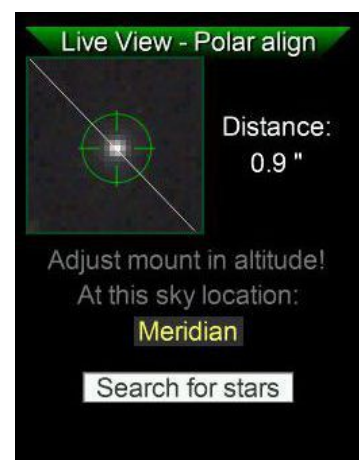 Live View - Polar align
Distance:
0.9 "
Adjust mount in altitude!
At this sky location:
Meridian
Search for stars